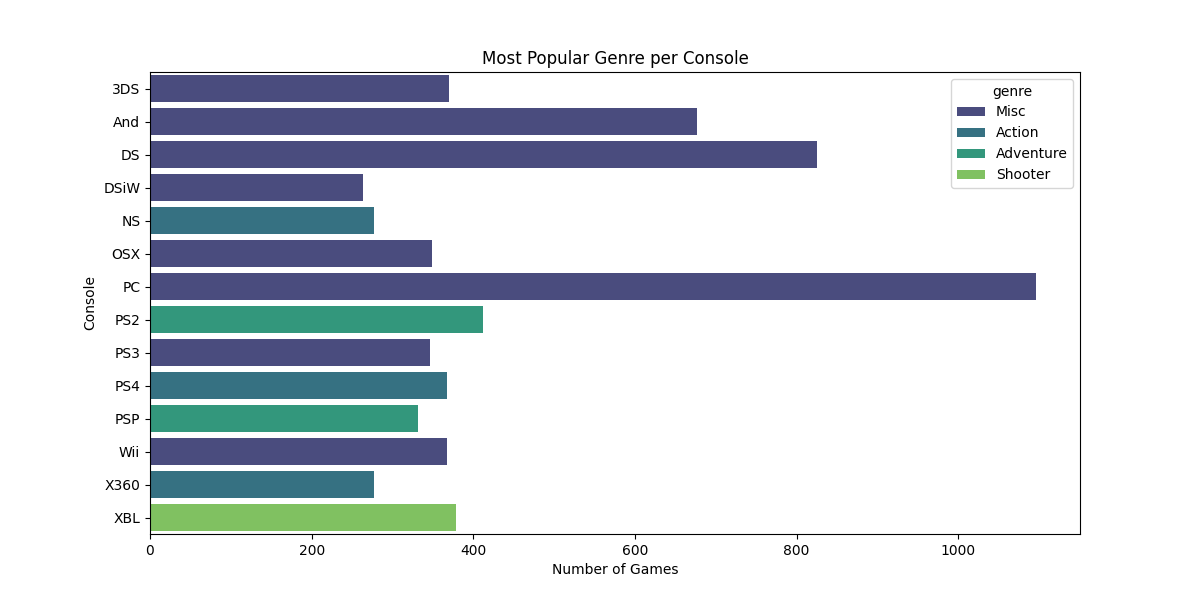 Most Popular Genre per Console
genre
Misc
Action
Adventure
Shooter
Console
3DS
And
DS
DSiW
NS
OSX
PC
PS2
PS3
PS4
PSP
Wii
X360
XBL
0 200 400 600 800 1000
Number of Games